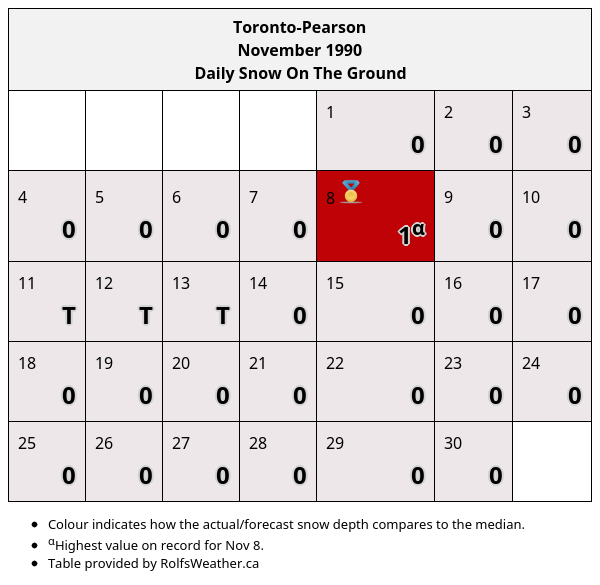 Toronto-Pearson
November 1990
Daily Snow On The Ground
1 2 3
0 0 0
4 5 6 7 8 9 10
0 0 0 0 1α 0 0
11 12 13 14 15 16 17
T T T 0 0 0 0
18 19 20 21 22 23 24
0 0 0 0 0 0 0
25 26 27 28 29 30
0 0 0 0 0 0
• Colour indicates how the actual/forecast snow depth compares to the median.
• αHighest value on record for Nov 8.
• Table provided by RolfsWeather.ca